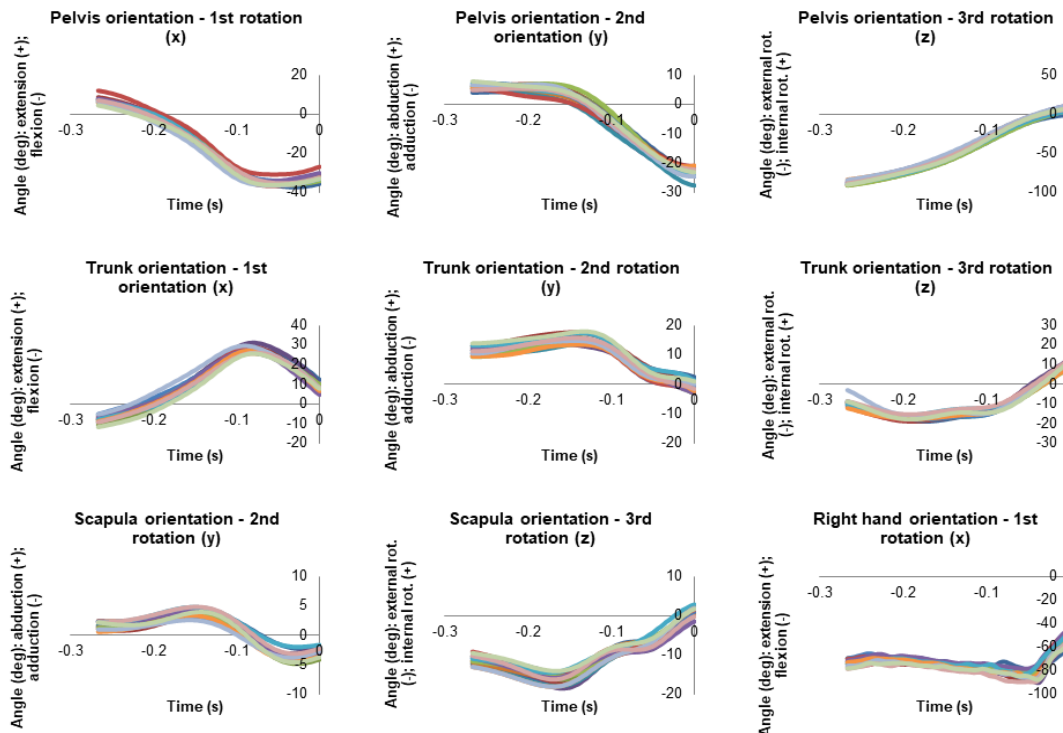 Pelvis orientation - 1st rotation
(x)
Angle (deg): extension (+);
flexion (-)
20
0
-20
-40
-0.3
-0.2
-0.1
0
Time (s)
Pelvis orientation - 2nd
orientation (y)
Angle (deg): abduction (+);
adduction (-)
10
0
-10
-20
-30
-0.3
-0.2
-0.1
0
Time (s)
Pelvis orientation - 3rd rotation
(z)
Angle (deg): external rot.
(-); internal rot. (+)
50
0
-50
-100
-0.3
-0.2
-0.1
Time (s)
Trunk orientation - 1st
orientation (x)
Angle (deg): extension (+);
flexion (-)
40
30
20
10
0
-10
-20
-0.3
-0.2
-0.1
0
Time (s)
Trunk orientation - 2nd rotation
(y)
Angle (deg): abduction (+);
adduction (-)
20
10
0
-10
-20
-0.3
-0.2
-0.1
0
Time (s)
Trunk orientation - 3rd rotation
(z)
Angle (deg): external rot.
(-); internal rot. (+)
30
20
10
0
-10
-20
-30
-0.3
-0.2
-0.1
Time (s)
Scapula orientation - 2nd
rotation (y)
Angle (deg): abduction (+);
adduction (-)
10
5
0
-5
-10
-0.3
-0.2
-0.1
0
Time (s)
Scapula orientation - 3rd
rotation (z)
Angle (deg): external rot.
(-); internal rot. (+)
10
0
-10
-20
-0.3
-0.2
-0.1
0
Time (s)
Right hand orientation - 1st
rotation (x)
Angle (deg): extension (+);
flexion (-)
0
-20
-40
-60
-80
-100
-0.3
-0.2
-0.1
Time (s)